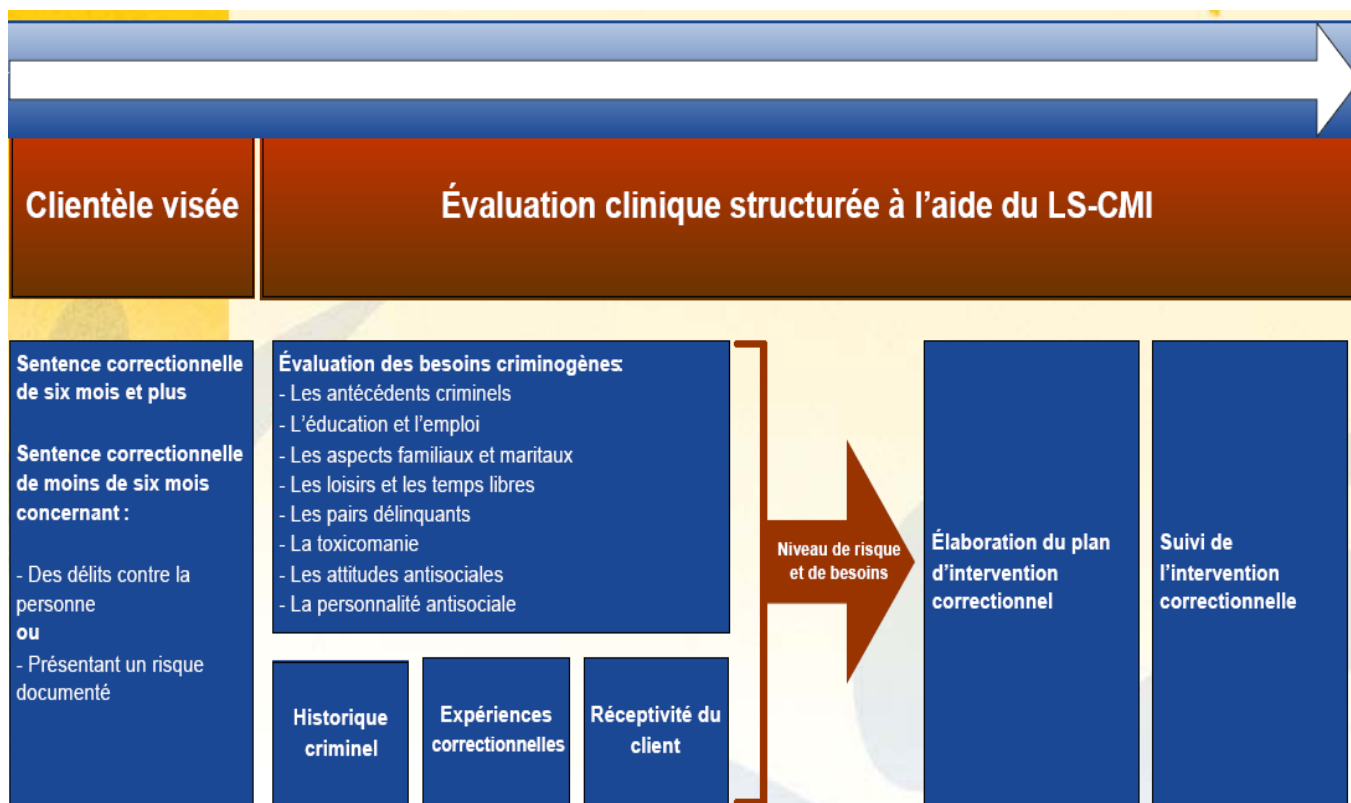 Clientèle visée
Évaluation clinique structurée à l’aide du LS-CMI
Sentence correctionnelle
de six mois et plus
Sentence correctionnelle
de moins de six mois
concernant :
- Des délits contre la
personne
ou
- Présentant un risque
documenté
Évaluation des besoins criminogènes:
- Les antécédents criminels
- L’éducation et l’emploi
- Les aspects familiaux et maritaux
- Les loisirs et les temps libres
- Les pairs délinquants
- La toxicomanie
- Les attitudes antisociales
- La personnalité antisociale
Historique
criminel
Expériences
correctionnelles
Réceptivité du
client
Niveau de risque
et de besoins
Élaboration du plan
d’intervention
correctionnel
Suivi de
l’intervention
correctionnelle